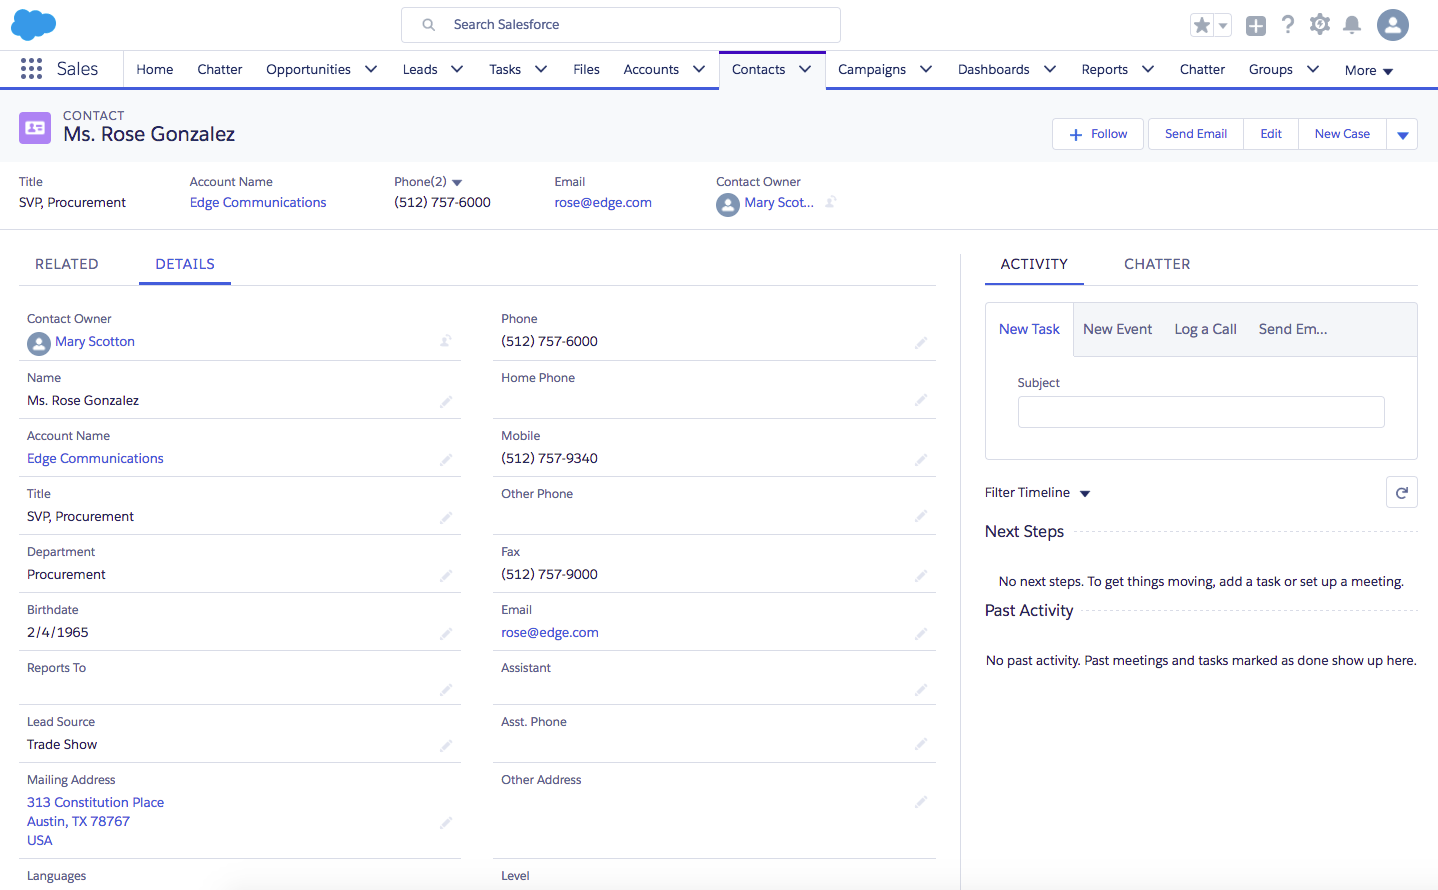 Search Salesforce
Sales
Home Chatter Opportunities Leads Tasks Files Accounts Contacts Campaigns Dashboards Reports Chatter Groups More
CONTACT
Ms. Rose Gonzalez
Follow Send Email Edit New Case
Title Account Name Phone(2) Email Contact Owner
SVP, Procurement Edge Communications (512) 757-6000 rose@edge.com Mary Scot...
RELATED DETAILS
Contact Owner
Mary Scotton
Name
Ms. Rose Gonzalez
Account Name
Edge Communications
Title
SVP, Procurement
Department
Procurement
Birthdate
2/4/1965
Reports To
Lead Source
Trade Show
Mailing Address
313 Constitution Place
Austin, TX 78767
USA
Languages
Phone
(512) 757-6000
Home Phone
Mobile
(512) 757-9340
Other Phone
Fax
(512) 757-9000
Email
rose@edge.com
Assistant
Asst. Phone
Other Address
Level
ACTIVITY CHATTER
New Task New Event Log a Call Send Em...
Subject
Filter Timeline
Next Steps
No next steps. To get things moving, add a task or set up a meeting.
Past Activity
No past activity. Past meetings and tasks marked as done show up here.